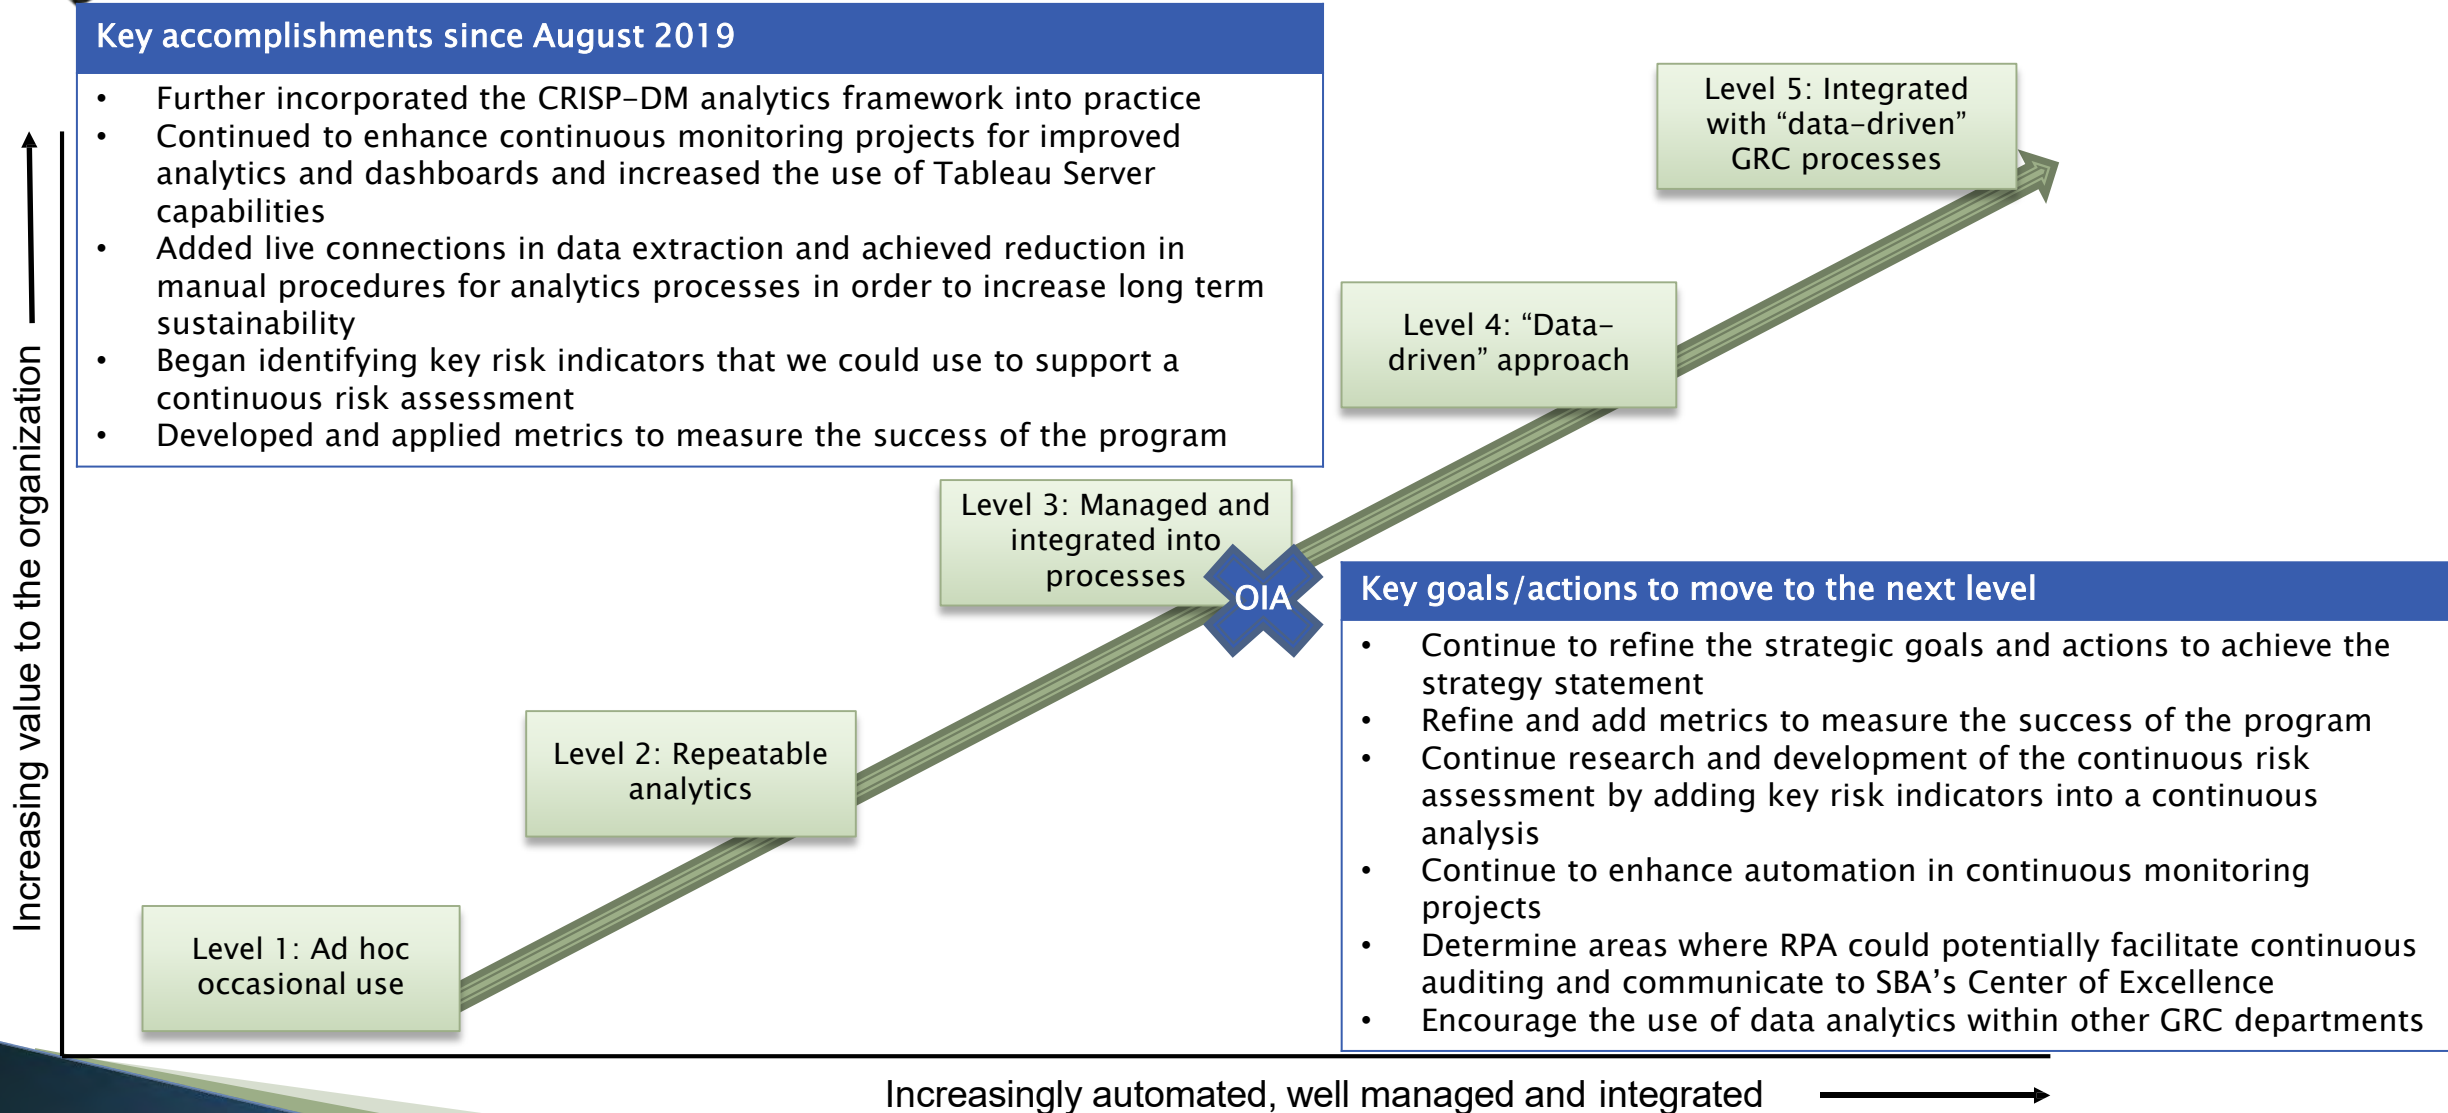 Key accomplishments since August 2019
• Further incorporated the CRISP-DM analytics framework into practice
• Continued to enhance continuous monitoring projects for improved
analytics and dashboards and increased the use of Tableau Server
capabilities
• Added live connections in data extraction and achieved reduction in
manual procedures for analytics processes in order to increase long term
sustainability
• Began identifying key risk indicators that we could use to support a
continuous risk assessment
• Developed and applied metrics to measure the success of the program
Level 5: Integrated
with “data-driven”
GRC processes
Level 4: “Data-
driven” approach
Level 3: Managed and
integrated into
processes
OIA
Level 2: Repeatable
analytics
Level 1: Ad hoc
occasional use
Key goals/actions to move to the next level
• Continue to refine the strategic goals and actions to achieve the
strategy statement
• Refine and add metrics to measure the success of the program
• Continue research and development of the continuous risk
assessment by adding key risk indicators into a continuous
analysis
• Continue to enhance automation in continuous monitoring
projects
• Determine areas where RPA could potentially facilitate continuous
auditing and communicate to SBA’s Center of Excellence
• Encourage the use of data analytics within other GRC departments
Increasing value to the organization
Increasingly automated, well managed and integrated